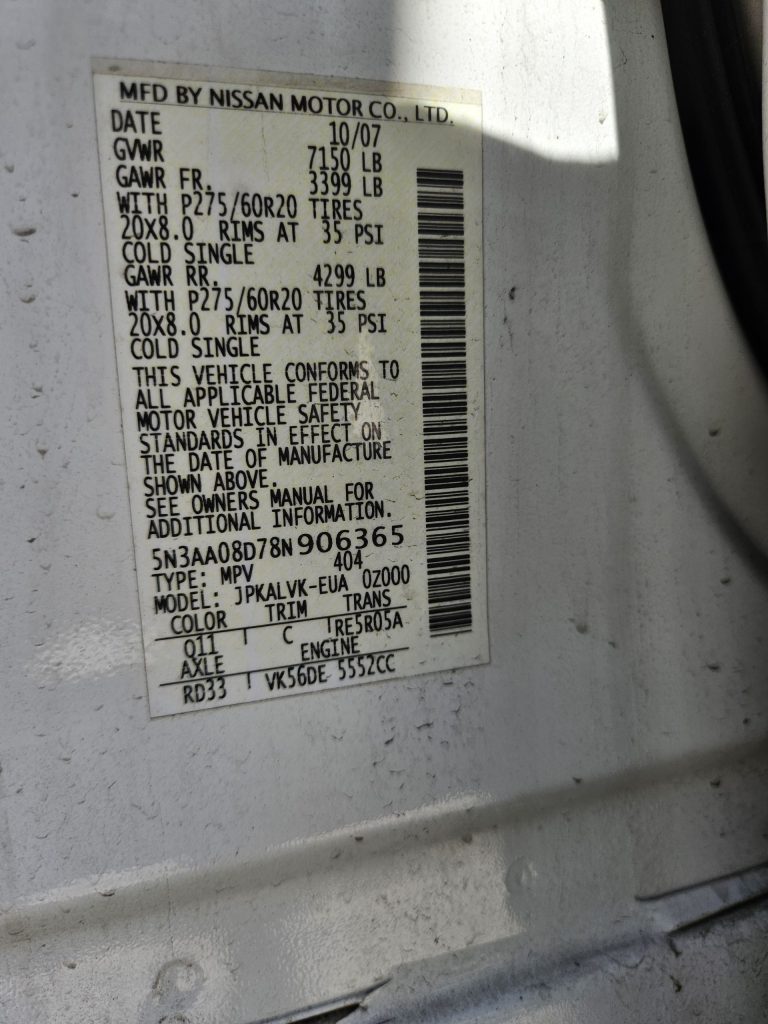 MFD BY NISSAN MOTOR CO., LTD.
DATE 10/07
GVWR 7150 LB
GAWR FR. 3399 LB
WITH P275/60R20 TIRES
20X8.0 RIMS AT 35 PSI
COLD SINGLE
GAWR RR. 4299 LB
WITH P275/60R20 TIRES
20X8.0 RIMS AT 35 PSI
COLD SINGLE
THIS VEHICLE CONFORMS TO
ALL APPLICABLE FEDERAL
MOTOR VEHICLE SAFETY
STANDARDS IN EFFECT ON
THE DATE OF MANUFACTURE
SHOWN ABOVE.
SEE OWNERS MANUAL FOR
ADDITIONAL INFORMATION.
5N3AA08D78N906365
TYPE: MPV 404
MODEL: JPKALVK-EUA 0Z000
COLOR TRIM TRANS
Q11 C RE5R05A
AXLE ENGINE
RD33 VK56DE 5552CC